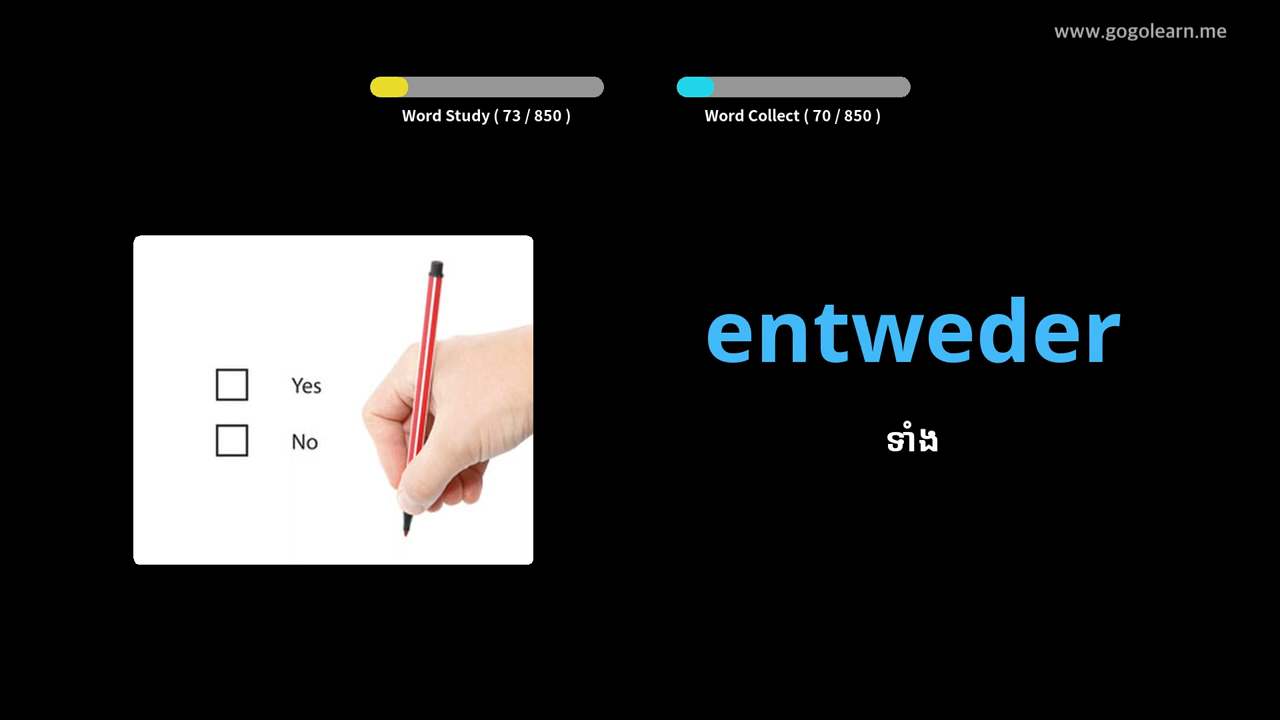 www.gogolearn.me
Word Study ( 73 / 850 )
Word Collect ( 70 / 850 )
Yes
No
entweder
ទាំង